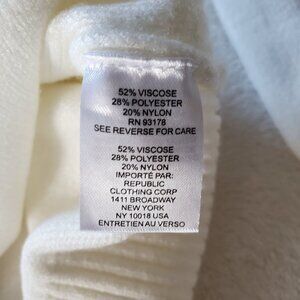 52% VISCOSE
28% POLYESTER
20% NYLON
RN 93178
SEE REVERSE FOR CARE
52% VISCOSE
28% POLYESTER
20% NYLON
IMPORTÉ PAR:
REPUBLIC
CLOTHING CORP
1411 BROADWAY
NEW YORK
NY 10018 USA
ENTRETIEN AU VERSO